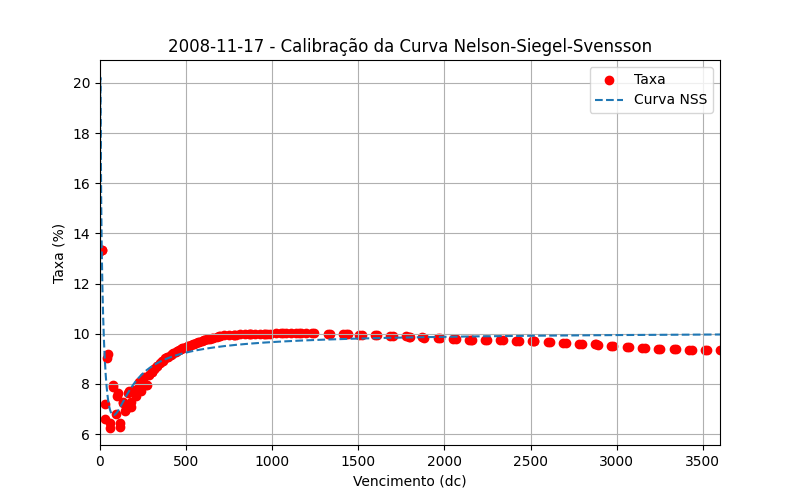 2008-11-17 - Calibração da Curva Nelson-Siegel-Svensson
Taxa
Curva NSS
Taxa (%)
20
18
16
14
12
10
8
6
0 500 1000 1500 2000 2500 3000 3500
Vencimento (dc)